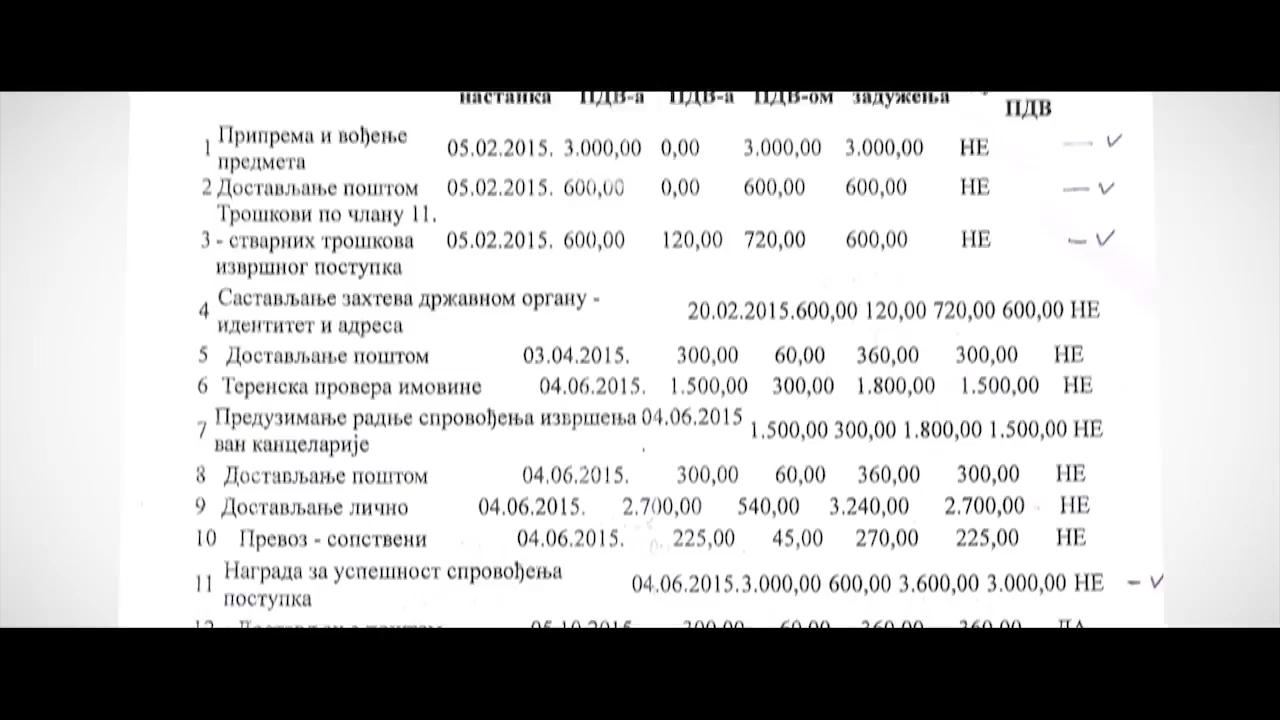 настанка ПДВ-а ПДВ-а ПДВ-ом задужења ПДВ
1 Припрема и вођење предмета 05.02.2015. 3.000,00 0,00 3.000,00 3.000,00 НЕ
2 Достављање поштом 05.02.2015. 600,00 0,00 600,00 600,00 НЕ
Трошкови по члану 11.
3 - стварних трошкова 05.02.2015. 600,00 120,00 720,00 600,00 НЕ
извршног поступка
4 Састављање захтева државном органу - идентитет и адреса 20.02.2015.600,00 120,00 720,00 600,00 НЕ
5 Достављање поштом 03.04.2015. 300,00 60,00 360,00 300,00 НЕ
6 Теренска провера имовине 04.06.2015. 1.500,00 300,00 1.800,00 1.500,00 НЕ
7 Предузимање радње спровођења извршења 04.06.2015 ван канцеларије 1.500,00 300,00 1.800,00 1.500,00 НЕ
8 Достављање поштом 04.06.2015. 300,00 60,00 360,00 300,00 НЕ
9 Достављање лично 04.06.2015. 2.700,00 540,00 3.240,00 2.700,00 НЕ
10 Превоз - сопствени 04.06.2015. 225,00 45,00 270,00 225,00 НЕ
11 Награда за успешност спровођења поступка 04.06.2015.3.000,00 600,00 3.600,00 3.000,00 НЕ